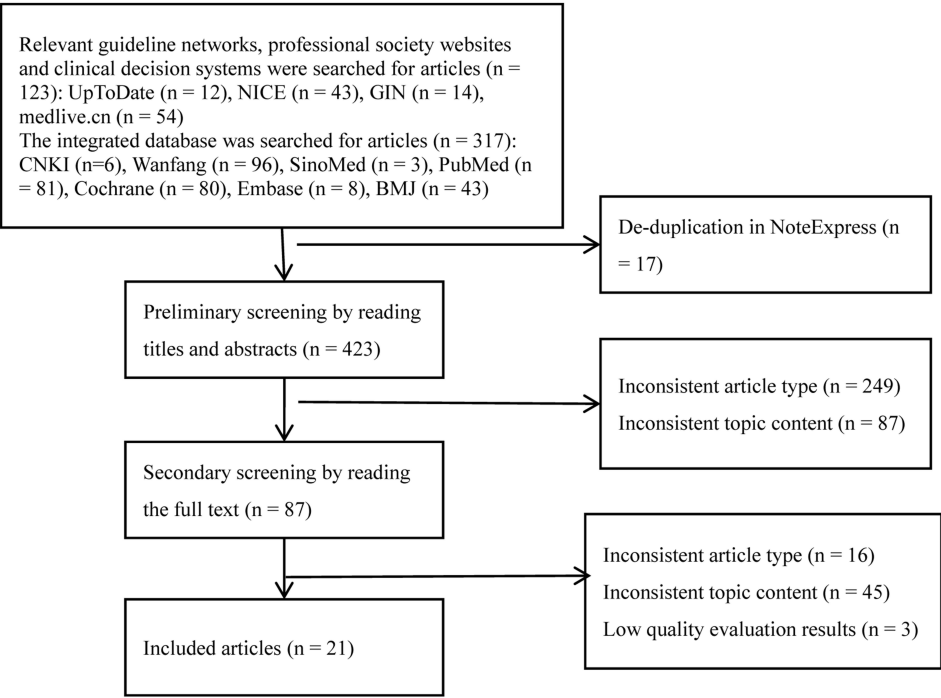 Relevant guideline networks, professional society websites
and clinical decision systems were searched for articles (n =
123): UpToDate (n = 12), NICE (n = 43), GIN (n = 14),
medlive.cn (n = 54)
The integrated database was searched for articles (n = 317):
CNKI (n=6), Wanfang (n = 96), SinoMed (n = 3), PubMed (n
= 81), Cochrane (n = 80), Embase (n = 8), BMJ (n = 43)
De-duplication in NoteExpress (n
= 17)
Preliminary screening by reading
titles and abstracts (n = 423)
Inconsistent article type (n = 249)
Inconsistent topic content (n = 87)
Secondary screening by reading
the full text (n = 87)
Inconsistent article type (n = 16)
Inconsistent topic content (n = 45)
Low quality evaluation results (n = 3)
Included articles (n = 21)